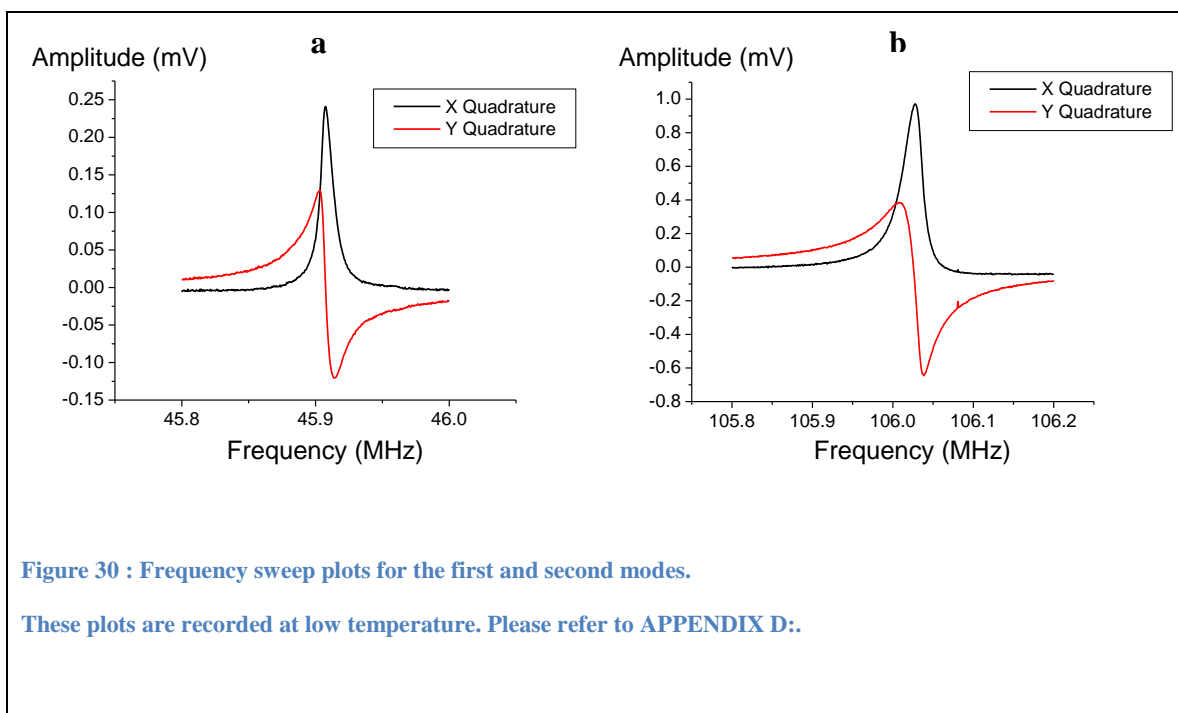 a
Amplitude (mV)
X Quadrature
Y Quadrature
0.25
0.20
0.15
0.10
0.05
0.00
-0.05
-0.10
-0.15
45.8 45.9 46.0
Frequency (MHz)
b
Amplitude (mV)
X Quadrature
Y Quadrature
1.0
0.8
0.6
0.4
0.2
0.0
-0.2
-0.4
-0.6
-0.8
105.8 105.9 106.0 106.1 106.2
Frequency (MHz)
Figure 30 : Frequency sweep plots for the first and second modes.
These plots are recorded at low temperature. Please refer to APPENDIX D:.